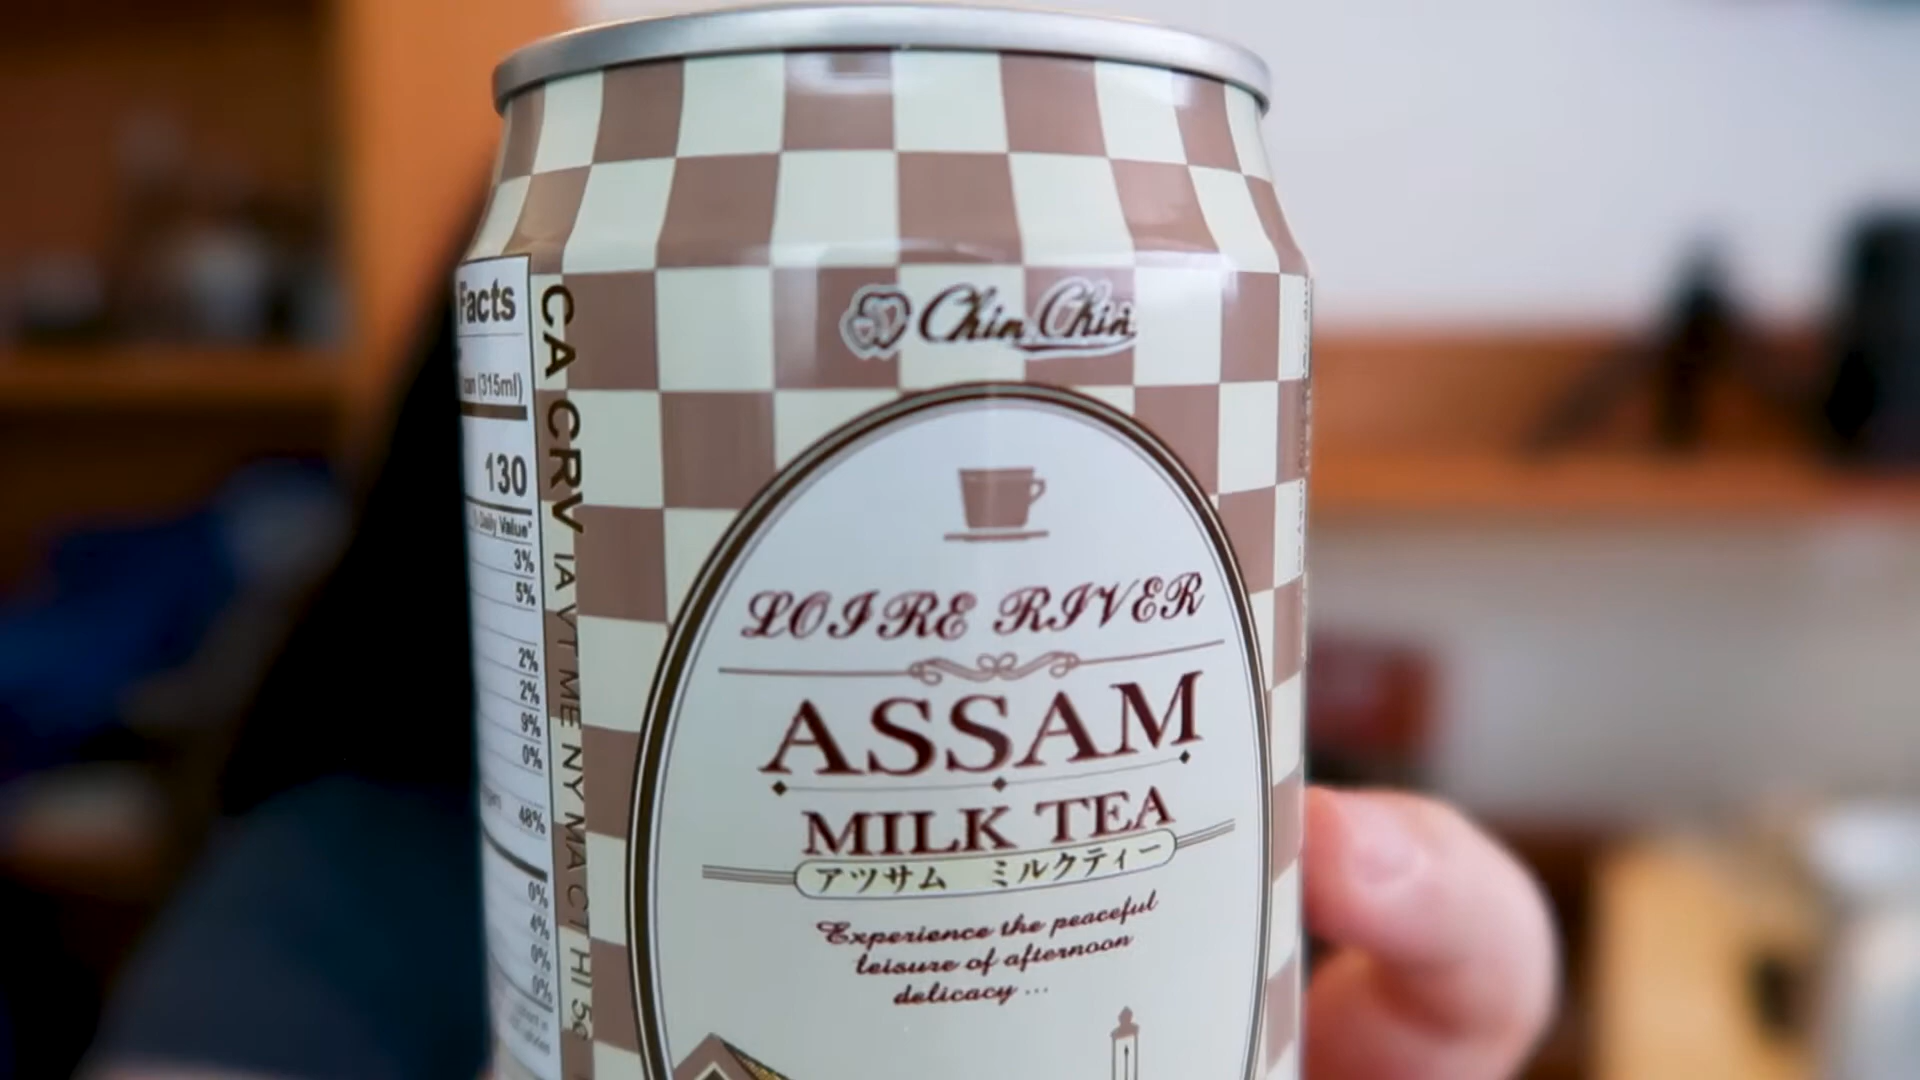 Facts
can (315ml)
130
Daily Value*
3%
5%
2%
2%
9%
0%
48%
0%
4%
0%
0%
CA CRV IA VT ME NY MA CT HI 5¢
Chin Chin
LOIRE RIVER
ASSAM
MILK TEA
アツサム ミルクティー
Experience the peaceful
leisure of afternoon
delicacy ...